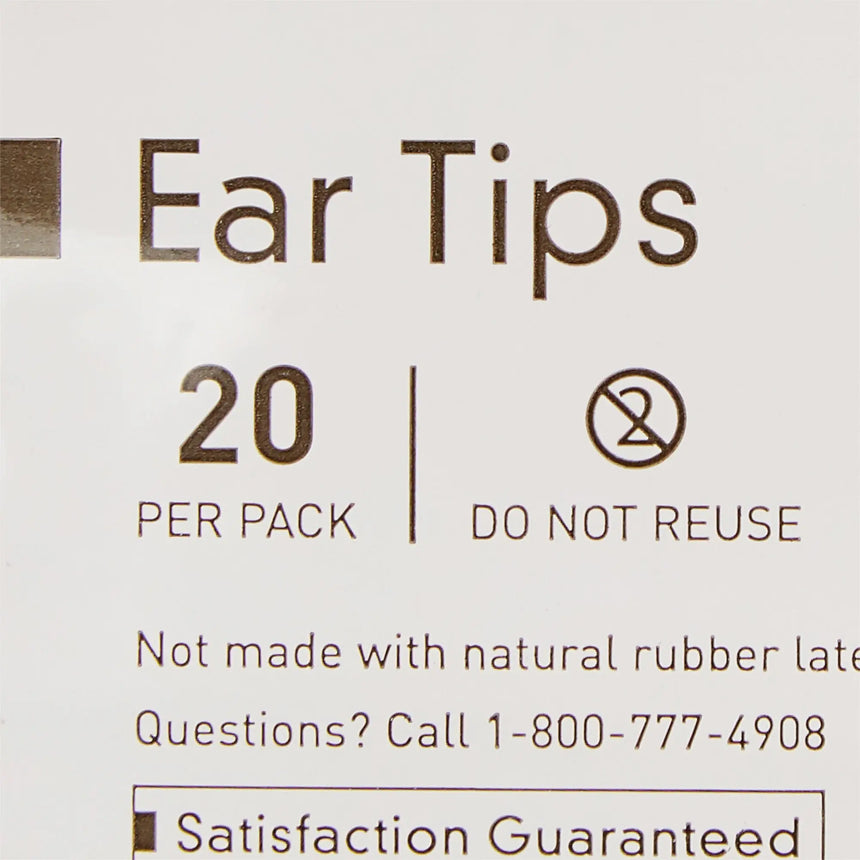 Ear Tips
20
PER PACK
2
DO NOT REUSE
Not made with natural rubber
Questions? Call 1-800-777-4908
Satisfaction Guaranteed